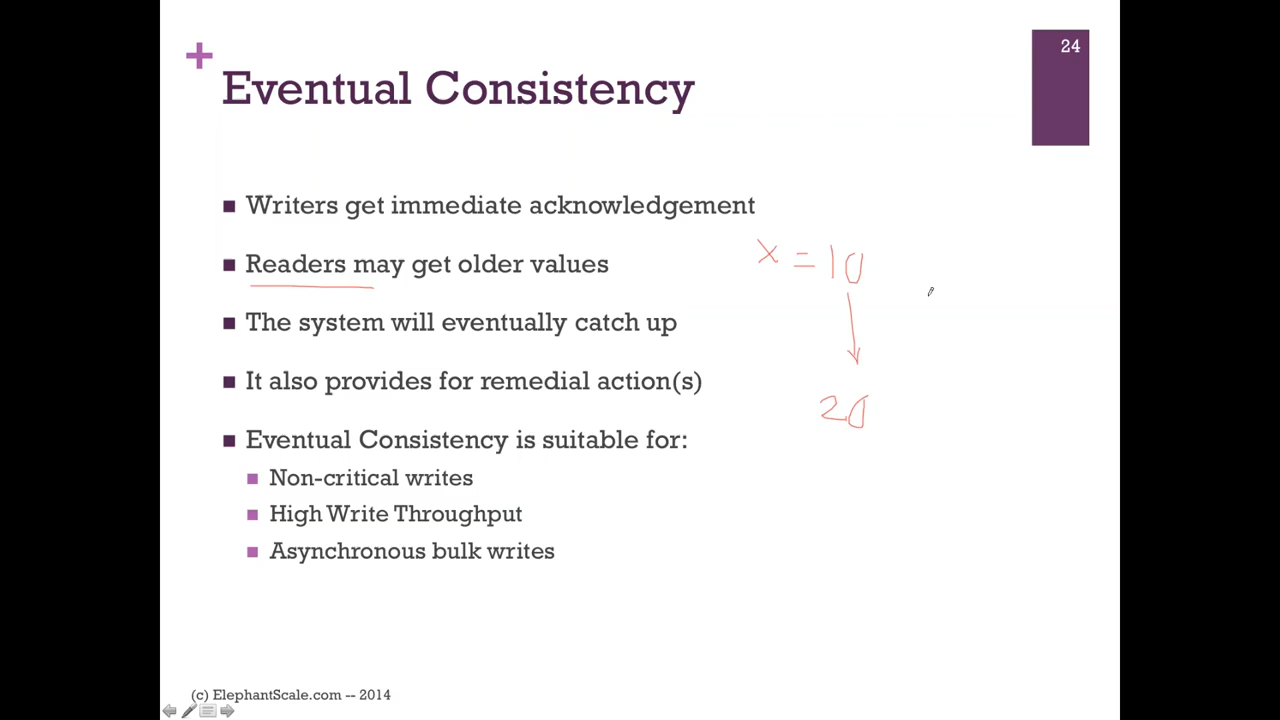 24
Eventual Consistency
Writers get immediate acknowledgement
Readers may get older values
x = 10
The system will eventually catch up
It also provides for remedial action(s)
20
Eventual Consistency is suitable for:
Non-critical writes
High Write Throughput
Asynchronous bulk writes
(c) ElephantScale.com -- 2014